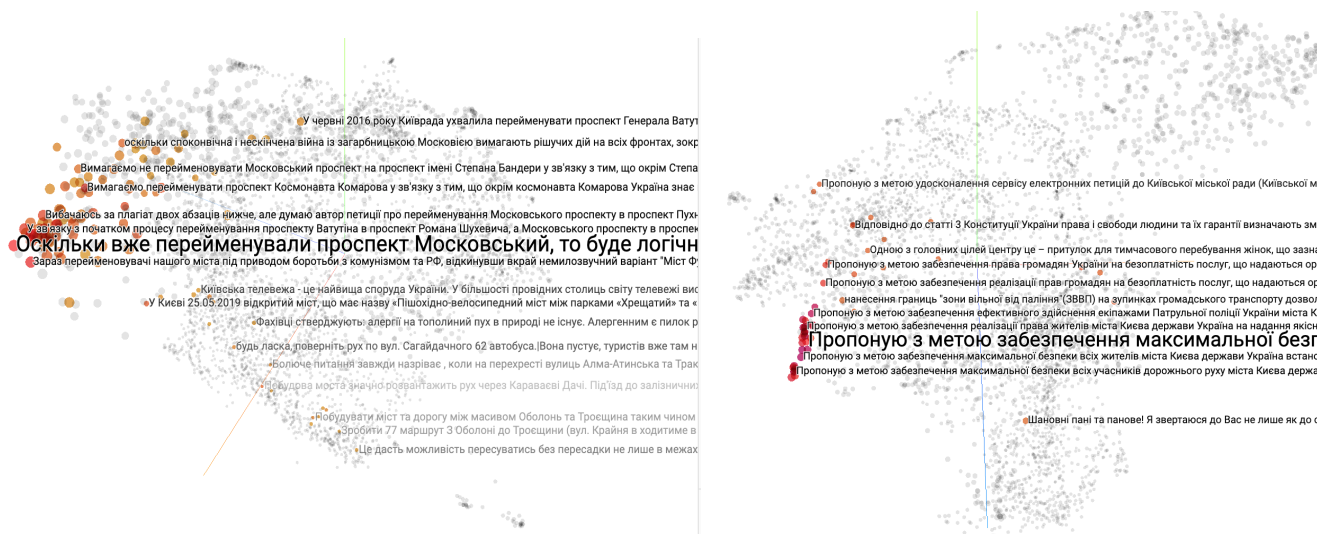 У червні 2016 року Київрада ухвалила перейменувати проспект Генерала Ватут
оскільки споконвічна і нескінчена війна із загарбницькою Московією вимагають рішучих дій на всіх фронтах, зокр
Вимагаємо не перейменовувати Московський проспект на проспект імені Степана Бандери у зв'язку з тим, що окрім Степа
Вимагаємо перейменувати проспект Космонавта Комарова у зв'язку з тим, що окрім космонавта Комарова Україна знає
Вибачаюсь за плагіат двох абзаців нижче, але думаю автор петиції про перейменування Московського проспекту в проспект Пухн
У зв'язку з початком процесу перейменування проспекту Ватутіна в проспект Романа Шухевича, а Московського проспекту в проспек
Оскільки вже перейменували проспект Московський, то буде логічн
Зараз перейменовувачі нашого міста під приводом боротьби з комунізмом та РФ, відкинувши вкрай немилозвучний варіант "Міст Фу
Київська телевежа - це найвища споруда України. У більшості провідних столиць світу телевежі вис
У Києві 25.05.2019 відкритий міст, що має назву «Пішохідно-велосипедний міст між парками «Хрещатий» та «
Фахівці стверджують: алергії на тополиний пух в природі не існує. Алергенним є пилок р
будь ласка, поверніть рух по вул. Сагайдачного 62 автобуса.|Вона пустує, туристів вже там н
Болюче питання завжди назріває , коли на перехресті вулиць Алма-Атинська та Трак
Побудова моста значно розвантажить рух через Караваєві Дачі. Під'їзд до залізничних
Побудувати міст та дорогу між масивом Оболонь та Троєщина таким чином
Зробити 77 маршрут З Оболоні до Троєщини (вул. Крайня в ходитиме в
Це дасть можливість пересуватись без пересадки не лише в межах
Пропоную з метою удосконалення сервісу електронних петицій до Київської міської ради (Київської м
Відповідно до статті 3 Конституції України права і свободи людини та їх гарантії визначають зм
Одною з головних цілей центру це – притулок для тимчасового перебування жінок, що зазна
Пропоную з метою забезпечення права громадян України на безоплатність послуг, що надаються ор
Пропоную з метою забезпечення реалізації прав громадян на безоплатність послуг, що надаються ор
нанесення границь "зони вільної від паління"(ЗВВП) на зупинках громадського транспорту дозвол
Пропоную з метою забезпечення ефективного здійснення екіпажами Патрульної поліції України міста К
Пропоную з метою забезпечення реалізації права жителів міста Києва держави Україна на надання якісн
Пропоную з метою забезпечення максимальної безп
Пропоную з метою забезпечення максимальної безпеки всіх жителів міста Києва держави Україна встано
Пропоную з метою забезпечення максимальної безпеки всіх учасників дорожнього руху міста Києва держа
Шановні пані та панове! Я звертаюся до Вас не лише як до с